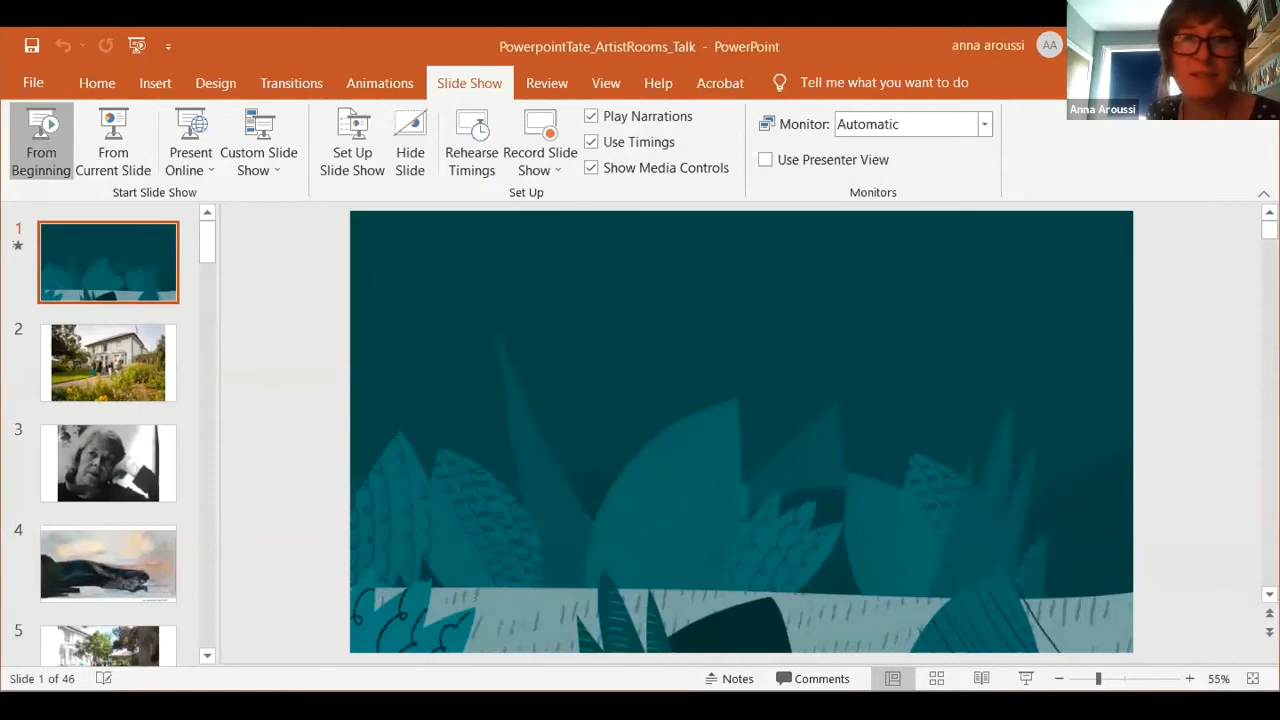 PowerpointTate_ArtistRooms_Talk - PowerPoint
anna aroussi
AA
File
Home
Insert
Design
Transitions
Animations
Slide Show
Review
View
Help
Acrobat
Tell me what you want to do
Anna Aroussi
From
Beginning
From
Current Slide
Present
Online
Custom Slide
Show
Start Slide Show
Set Up
Slide Show
Hide
Slide
Rehearse
Timings
Record Slide
Show
Play Narrations
Use Timings
Show Media Controls
Set Up
Monitor: Automatic
Use Presenter View
Monitors
1
2
3
4
5
Slide 1 of 46
Notes
Comments
55%